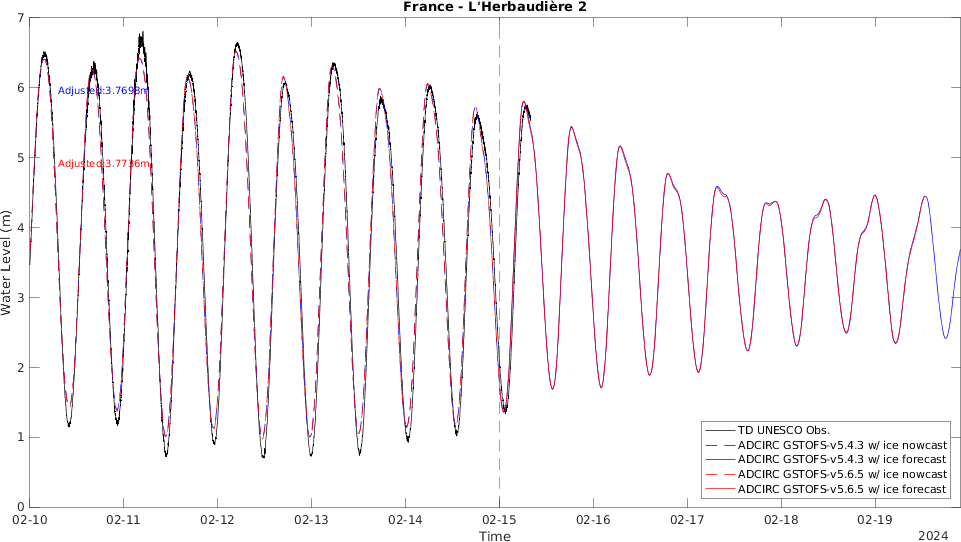 France - L'Herbaudière 2
7
6
5
4
3
2
1
0
Water Level (m)
Adjusted:3.7698m
Adjusted:3.7736m
TD UNESCO Obs.
ADCIRC GSTOFS-v5.4.3 w/ ice nowcast
ADCIRC GSTOFS-v5.4.3 w/ ice forecast
ADCIRC GSTOFS-v5.6.5 w/ ice nowcast
ADCIRC GSTOFS-v5.6.5 w/ ice forecast
02-10 02-11 02-12 02-13 02-14 02-15 02-16 02-17 02-18 02-19
Time
2024